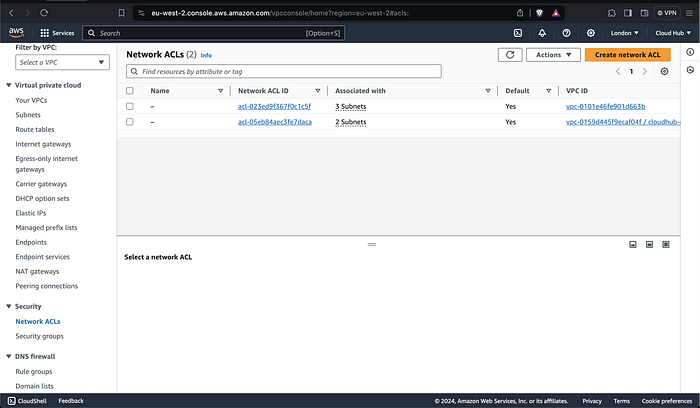 eu-west-2.console.aws.amazon.com/vpcconsole/home?region=eu-west-2#acls:
VPN
aws
Services
Search
[Option+S]
London
Cloud Hub
Filter by VPC:
Select a VPC
Virtual private cloud
Your VPCs
Subnets
Route tables
Internet gateways
Egress-only internet
gateways
Carrier gateways
DHCP option sets
Elastic IPs
Managed prefix lists
Endpoints
Endpoint services
NAT gateways
Peering connections
Security
Network ACLs
Security groups
DNS firewall
Rule groups
Domain lists
Network ACLs (2) Info
Actions
Create network ACL
Find resources by attribute or tag
1
Name Network ACL ID Associated with Default VPC ID
– acl-023ed9f367f0c1c5f 3 Subnets Yes vpc-0101e46fe901d663b
– acl-05eb84aec3fe7daca 2 Subnets Yes vpc-0159d445f9ecaf04f / cloudhub-
Select a network ACL
CloudShell Feedback © 2024, Amazon Web Services, Inc. or its affiliates. Privacy Terms Cookie preferences